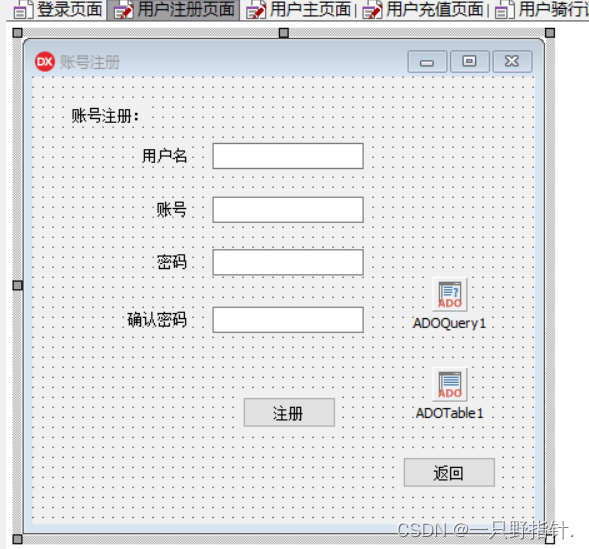 登录页面 用户注册页面 用户主页面 用户充值页面 用户骑行
DX 账号注册
账号注册：
用户名
账号
密码
ADO
ADOQuery1
确认密码
ADO
ADOTable1
注册
返回
CSDN @一只野指针.